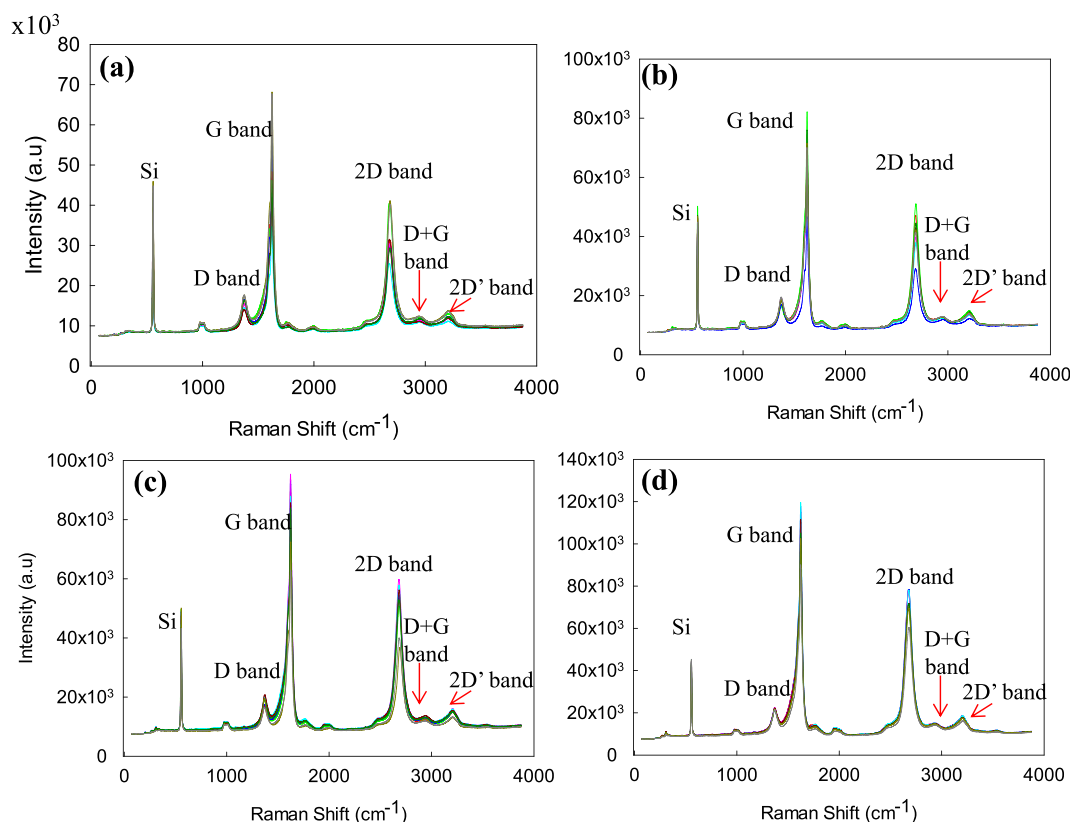 x10³
(a)
80
70
60
50
40
30
20
10
0
Intensity (a.u)
Si
D band
G band
2D band
D+G
band
2D’ band
0 1000 2000 3000 4000
Raman Shift (cm⁻¹)
(b)
100x10³
80x10³
60x10³
40x10³
20x10³
0
Si
D band
G band
2D band
D+G
band
2D’ band
0 1000 2000 3000 4000
Raman Shift (cm⁻¹)
(c)
100x10³
80x10³
60x10³
40x10³
20x10³
0
Intensity (a.u)
Si
D band
G band
2D band
D+G
band
2D’ band
0 1000 2000 3000 4000
Raman Shift (cm⁻¹)
(d)
140x10³
120x10³
100x10³
80x10³
60x10³
40x10³
20x10³
0
Si
D band
G band
2D band
D+G
band
2D’ band
0 1000 2000 3000 4000
Raman Shift (cm⁻¹)